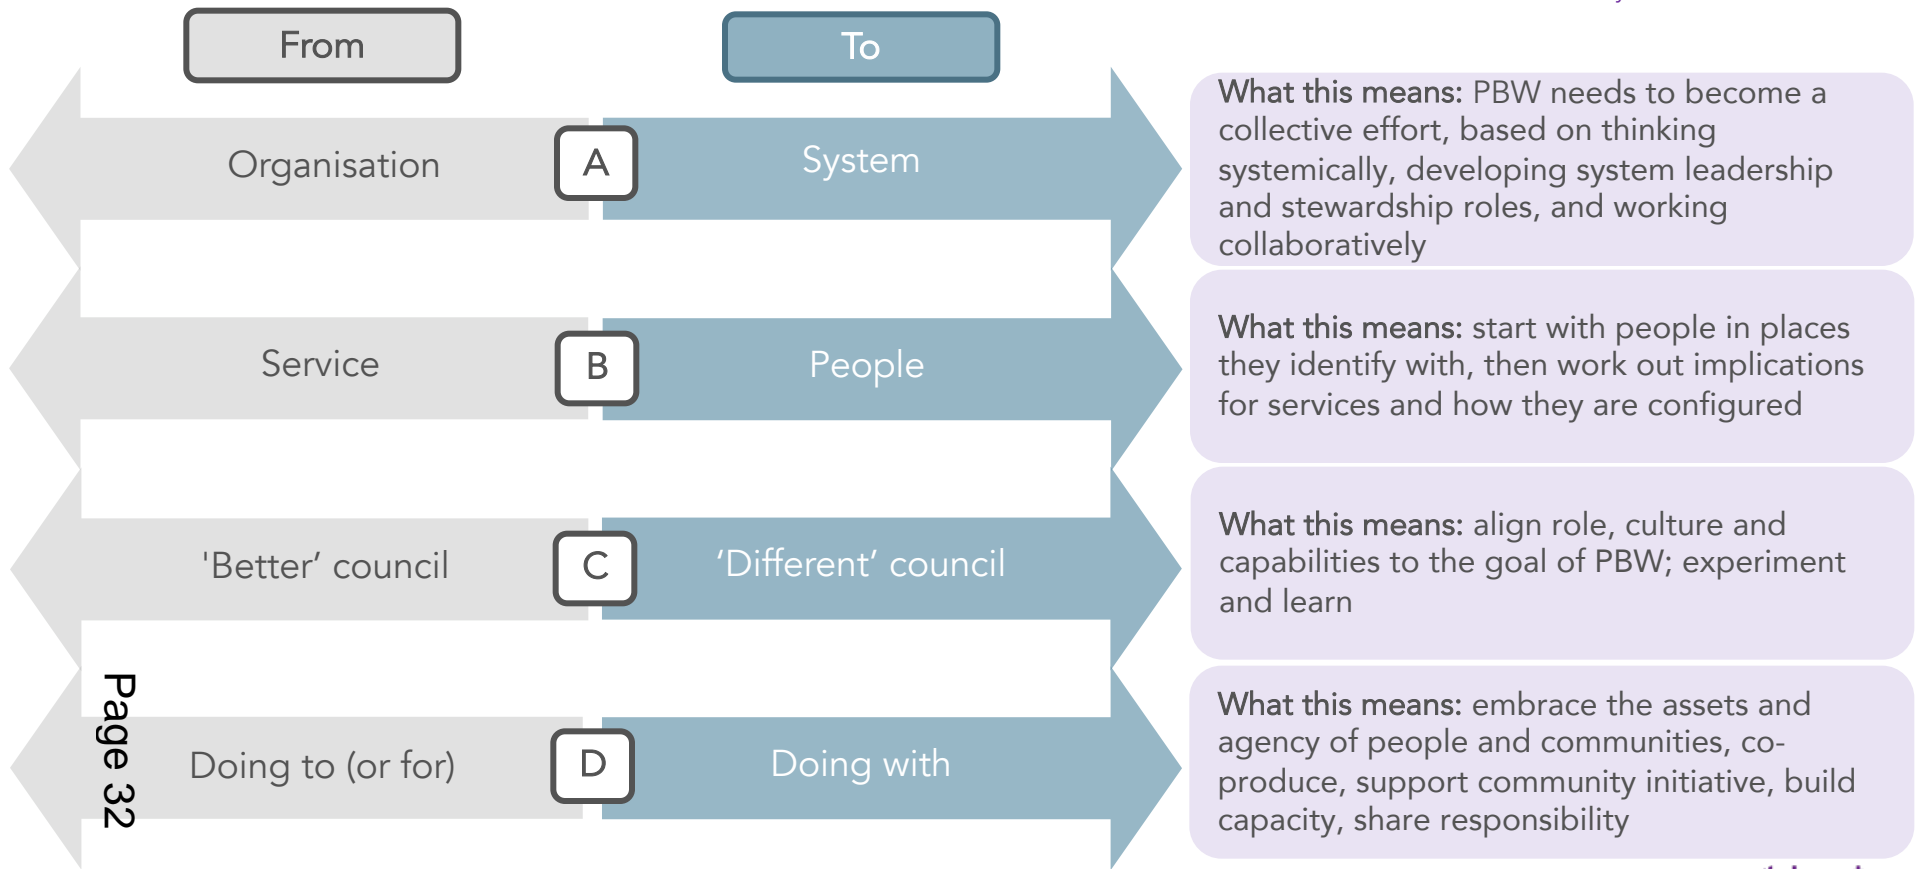 From
To
Organisation
A
System
What this means: PBW needs to become a
collective effort, based on thinking
systemically, developing system leadership
and stewardship roles, and working
collaboratively
Service
B
People
What this means: start with people in places
they identify with, then work out implications
for services and how they are configured
'Better’ council
C
‘Different’ council
What this means: align role, culture and
capabilities to the goal of PBW; experiment
and learn
Doing to (or for)
D
Doing with
What this means: embrace the assets and
agency of people and communities, co-
produce, support community initiative, build
capacity, share responsibility
Page 32